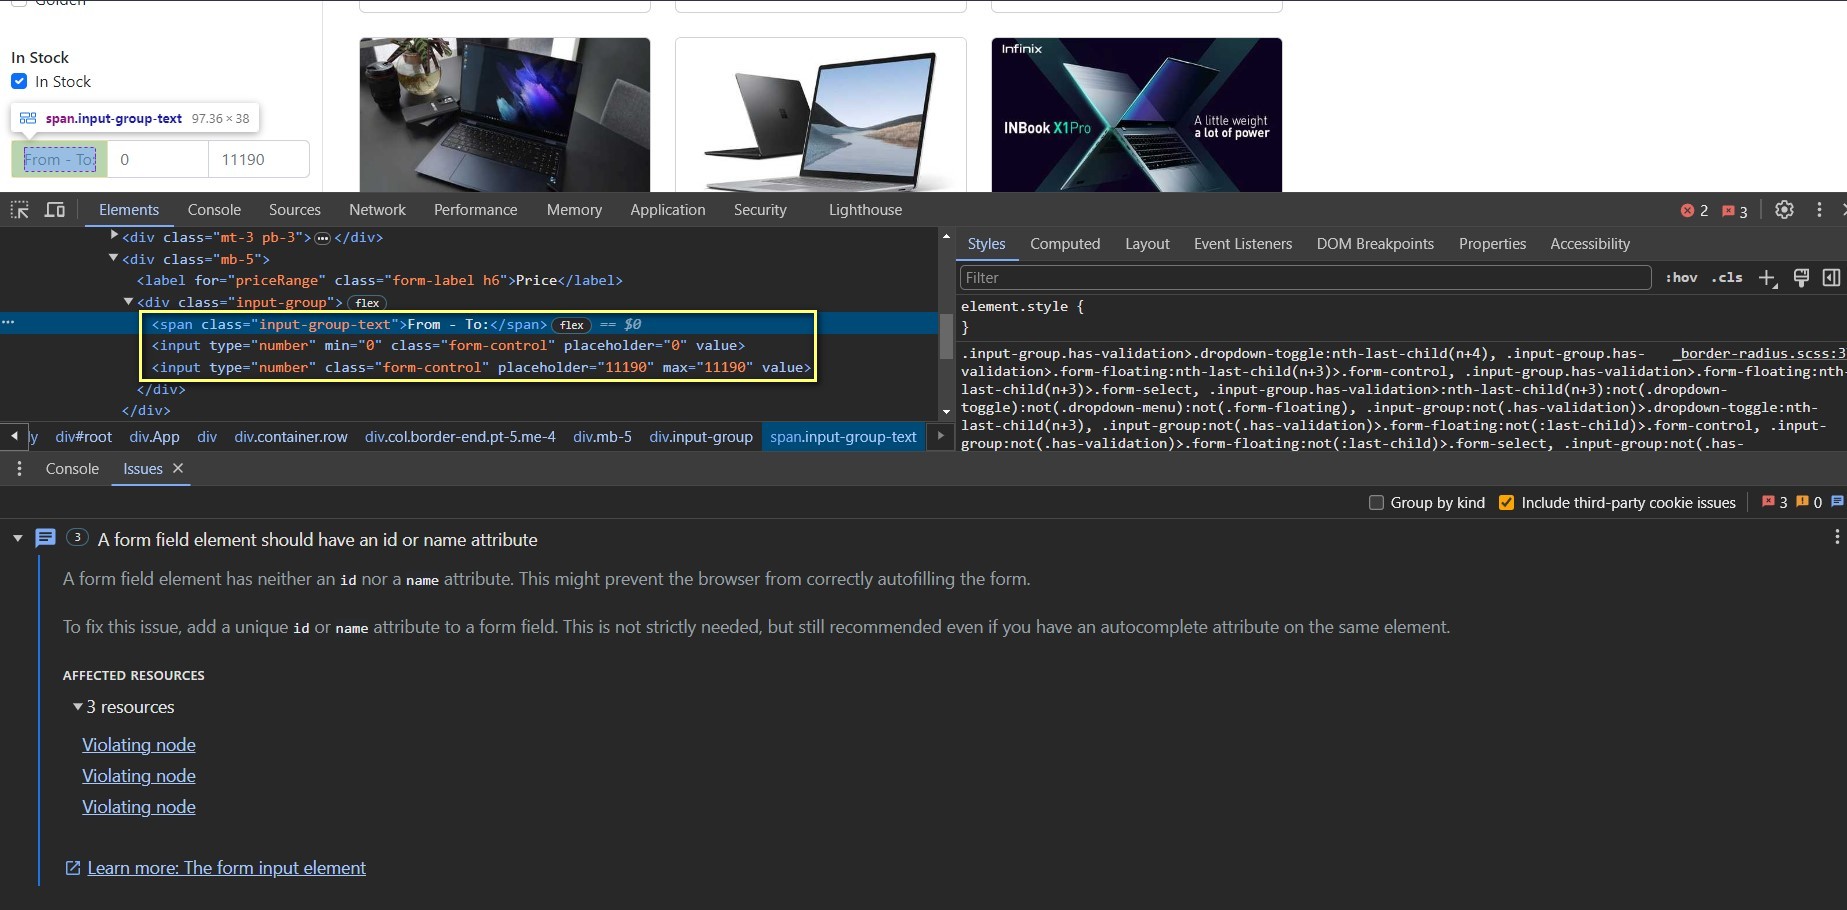 Golden
In Stock
In Stock
span.input-group-text 97.36 × 38
From - To:
0
11190
Infinix
INBook X1Pro
A little weight
a lot of power
Elements Console Sources Network Performance Memory Application Security Lighthouse
2 3
<div class="mt-3 pb-3"> ⋯ </div>
<div class="mb-5">
<label for="priceRange" class="form-label h6">Price</label>
<div class="input-group"> flex
<span class="input-group-text">From - To:</span> flex == $0
<input type="number" min="0" class="form-control" placeholder="0" value>
<input type="number" class="form-control" placeholder="11190" max="11190" value>
</div>
</div>
ly div#root div.App div div.container.row div.col.border-end.pt-5.me-4 div.mb-5 div.input-group span.input-group-text
Styles Computed Layout Event Listeners DOM Breakpoints Properties Accessibility
Filter
:hov .cls
element.style {
}
.input-group.has-validation>.dropdown-toggle:nth-last-child(n+4), .input-group.has- _border-radius.scss:3
validation>.form-floating:nth-last-child(n+3)>.form-control, .input-group.has-validation>.form-floating:nth-
last-child(n+3)>.form-select, .input-group.has-validation>:nth-last-child(n+3):not(.dropdown-
toggle):not(.dropdown-menu):not(.form-floating), .input-group:not(.has-validation)>.dropdown-toggle:nth-
last-child(n+3), .input-group:not(.has-validation)>.form-floating:not(:last-child)>.form-control, .input-
group:not(.has-validation)>.form-floating:not(:last-child)>.form-select, .input-group:not(.has-
Console Issues
Group by kind Include third-party cookie issues 3 0
3 A form field element should have an id or name attribute
A form field element has neither an id nor a name attribute. This might prevent the browser from correctly autofilling the form.
To fix this issue, add a unique id or name attribute to a form field. This is not strictly needed, but still recommended even if you have an autocomplete attribute on the same element.
AFFECTED RESOURCES
3 resources
Violating node
Violating node
Violating node
Learn more: The form input element